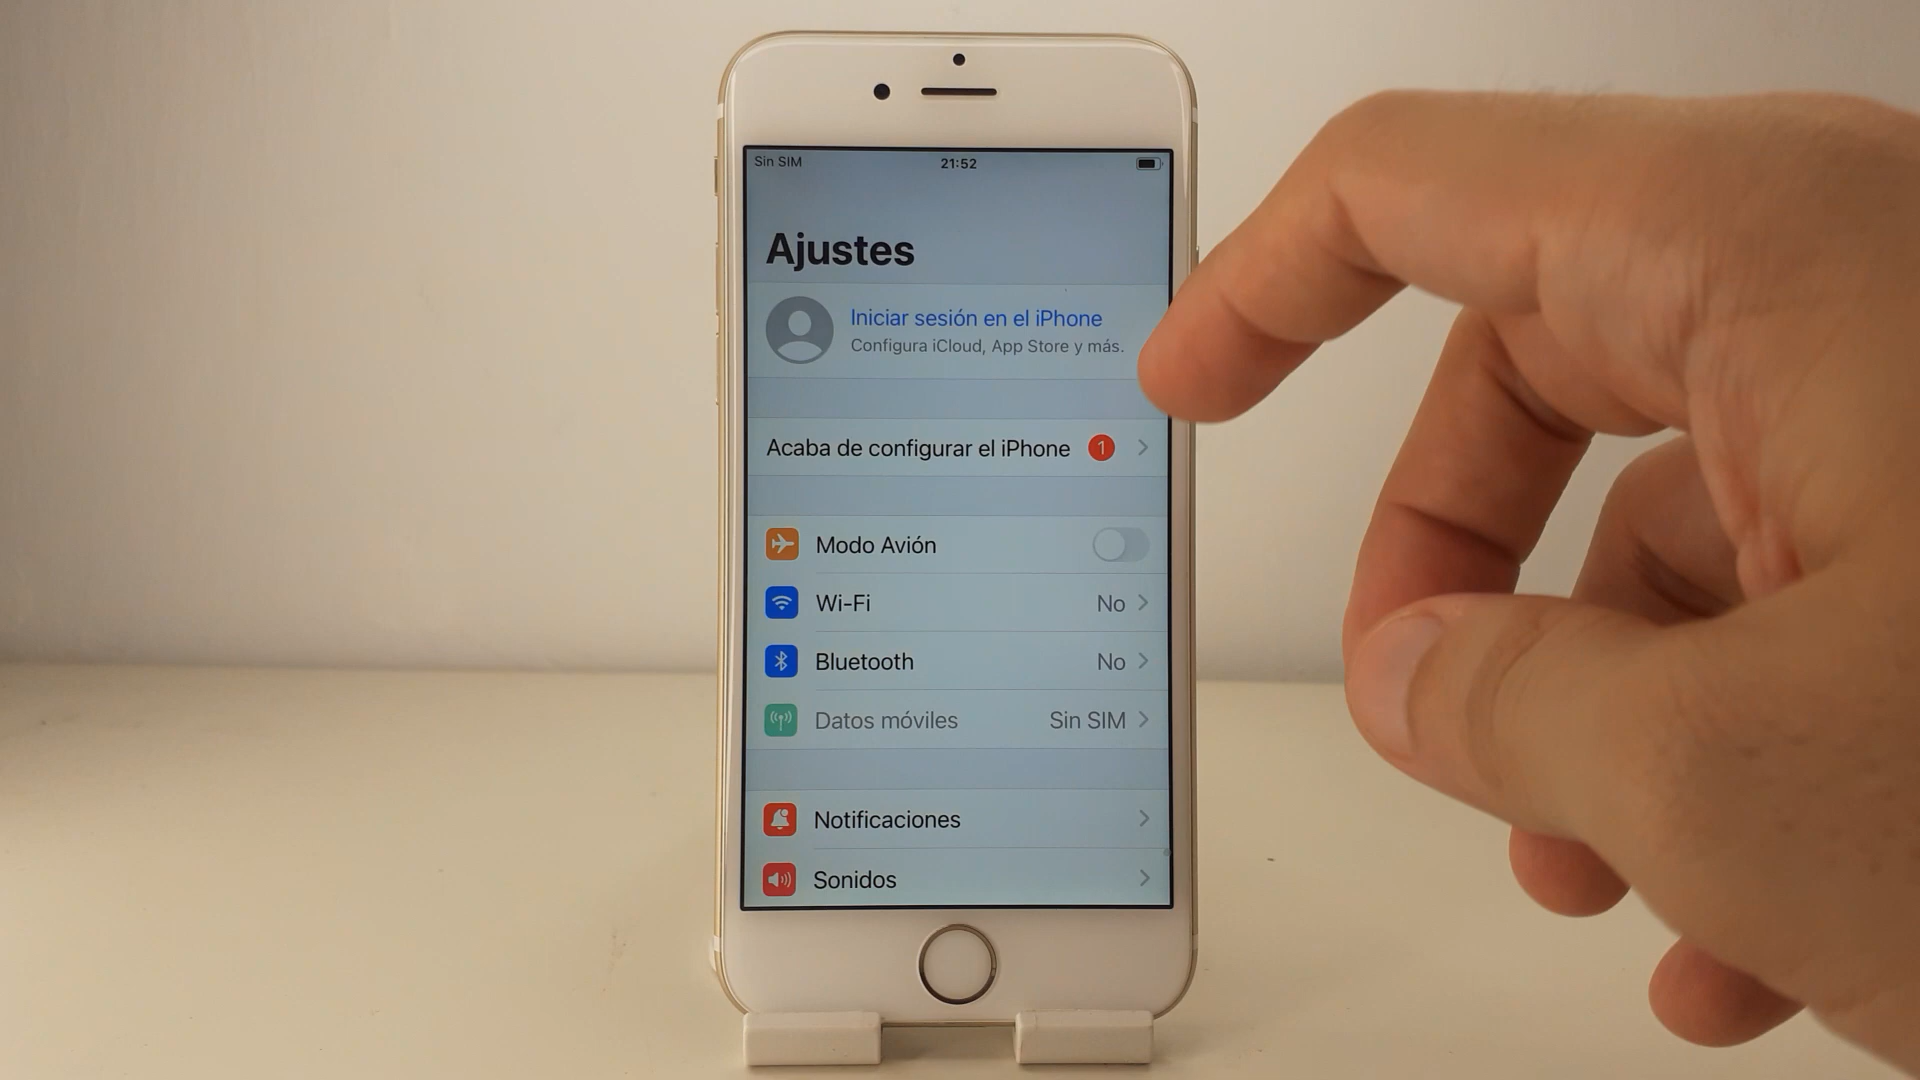 Sin SIM
21:52
Ajustes
Iniciar sesión en el iPhone
Configura iCloud, App Store y más.
Acaba de configurar el iPhone 1
Modo Avión
Wi-Fi No
Bluetooth No
Datos móviles Sin SIM
Notificaciones
Sonidos